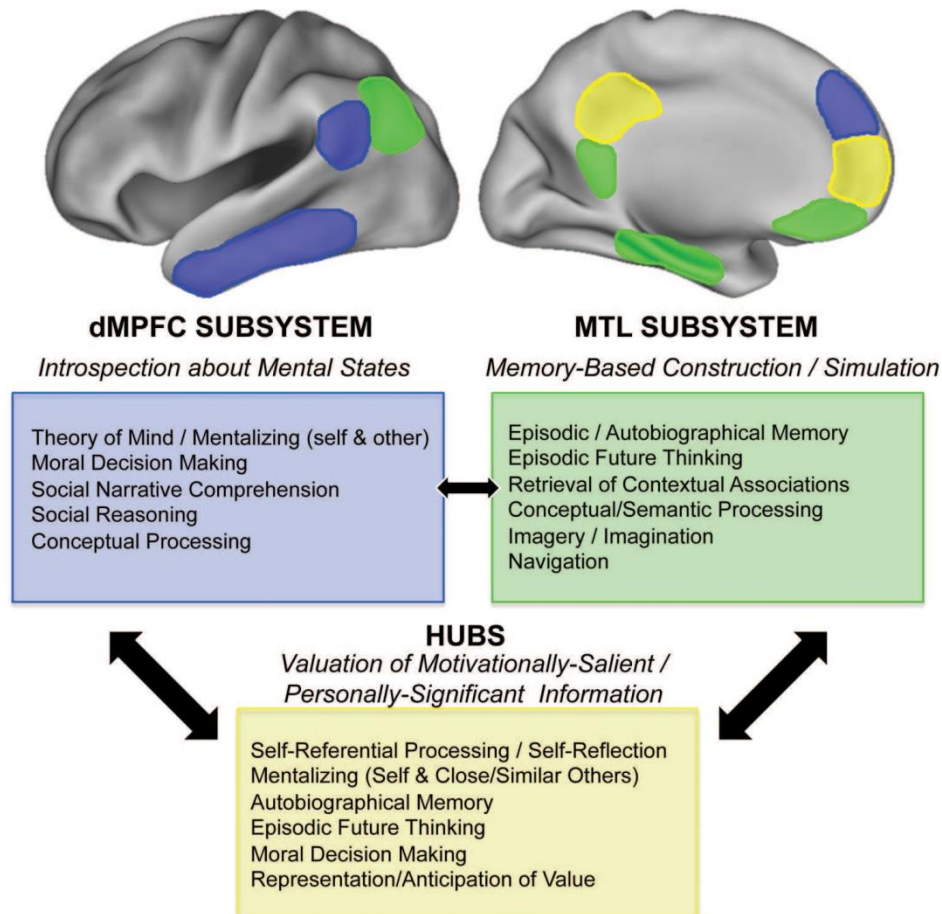 dMPFC SUBSYSTEM
Introspection about Mental States
Theory of Mind / Mentalizing (self & other)
Moral Decision Making
Social Narrative Comprehension
Social Reasoning
Conceptual Processing
MTL SUBSYSTEM
Memory-Based Construction / Simulation
Episodic / Autobiographical Memory
Episodic Future Thinking
Retrieval of Contextual Associations
Conceptual/Semantic Processing
Imagery / Imagination
Navigation
HUBS
Valuation of Motivationally-Salient /
Personally-Significant Information
Self-Referential Processing / Self-Reflection
Mentalizing (Self & Close/Similar Others)
Autobiographical Memory
Episodic Future Thinking
Moral Decision Making
Representation/Anticipation of Value